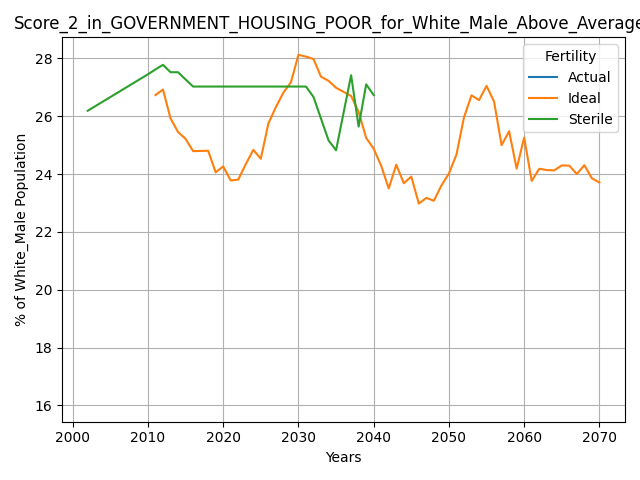 Score_2_in_GOVERNMENT_HOUSING_POOR_for_White_Male_Above_Average
Fertility
Actual
Ideal
Sterile
% of White_Male Population
28
26
24
22
20
18
16
2000 2010 2020 2030 2040 2050 2060 2070
Years